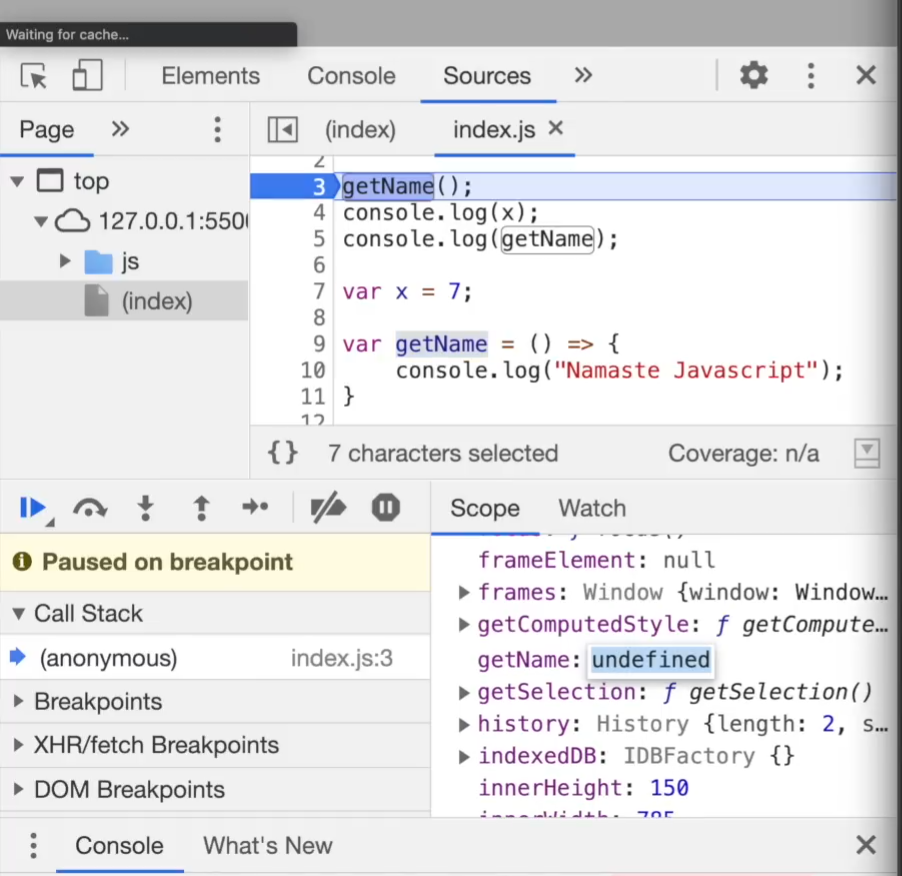 Waiting for cache...
Elements Console Sources »
Page » (index) index.js ×
2
top
3 getName();
4 console.log(x);
127.0.0.1:550
5 console.log(getName);
js
6
(index)
7 var x = 7;
8
9 var getName = () => {
10 console.log("Namaste Javascript");
11 }
12
{} 7 characters selected Coverage: n/a
Scope Watch
Paused on breakpoint
frameElement: null
frames: Window {window: Window…
Call Stack
getComputedStyle: ƒ getCompute…
(anonymous) index.js:3
getName: undefined
getSelection: ƒ getSelection()
Breakpoints
history: History {length: 2, s…
XHR/fetch Breakpoints
indexedDB: IDBFactory {}
DOM Breakpoints
innerHeight: 150
innerWidth: 785
Console What's New